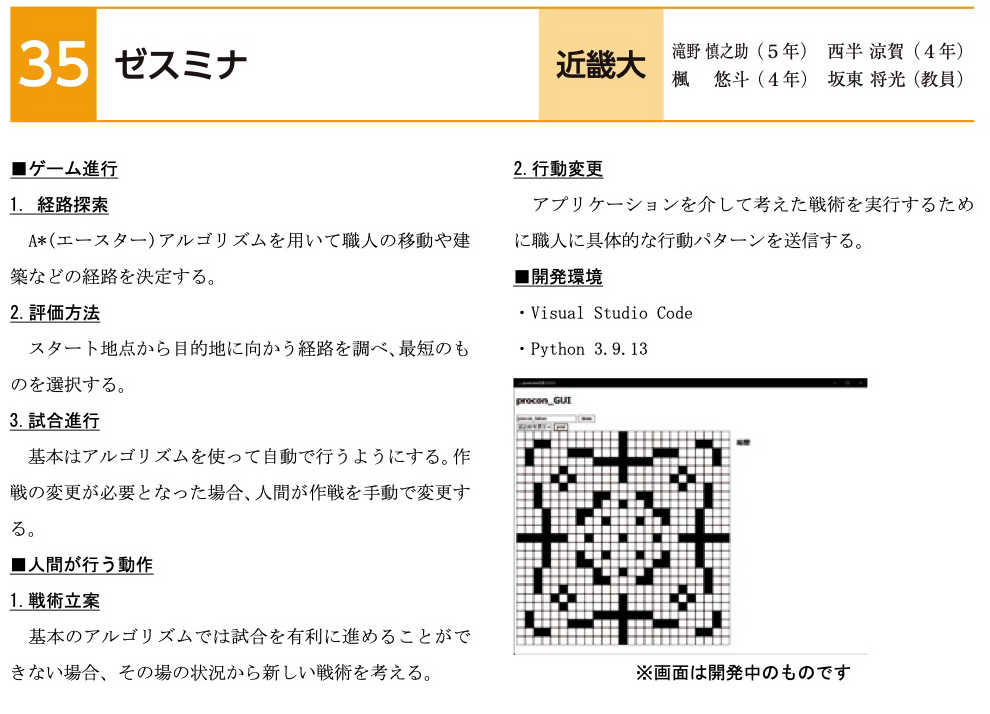 35
ゼスミナ
近畿大
滝野 慎之助（5年） 西半 涼賀（4年）
楓 悠斗（4年） 坂東 将光（教員）
■ゲーム進行
1. 経路探索
A*(エースター)アルゴリズムを用いて職人の移動や建
築などの経路を決定する。
2.評価方法
スタート地点から目的地に向かう経路を調べ、最短のも
のを選択する。
3.試合進行
基本はアルゴリズムを使って自動で行うようにする。作
戦の変更が必要となった場合、人間が作戦を手動で変更す
る。
■人間が行う動作
1.戦術立案
基本のアルゴリズムでは試合を有利に進めることがで
きない場合、その場の状況から新しい戦術を考える。
2.行動変更
アプリケーションを介して考えた戦術を実行するため
に職人に具体的な行動パターンを送信する。
■開発環境
・Visual Studio Code
・Python 3.9.13
procon_GUI
※画面は開発中のものです